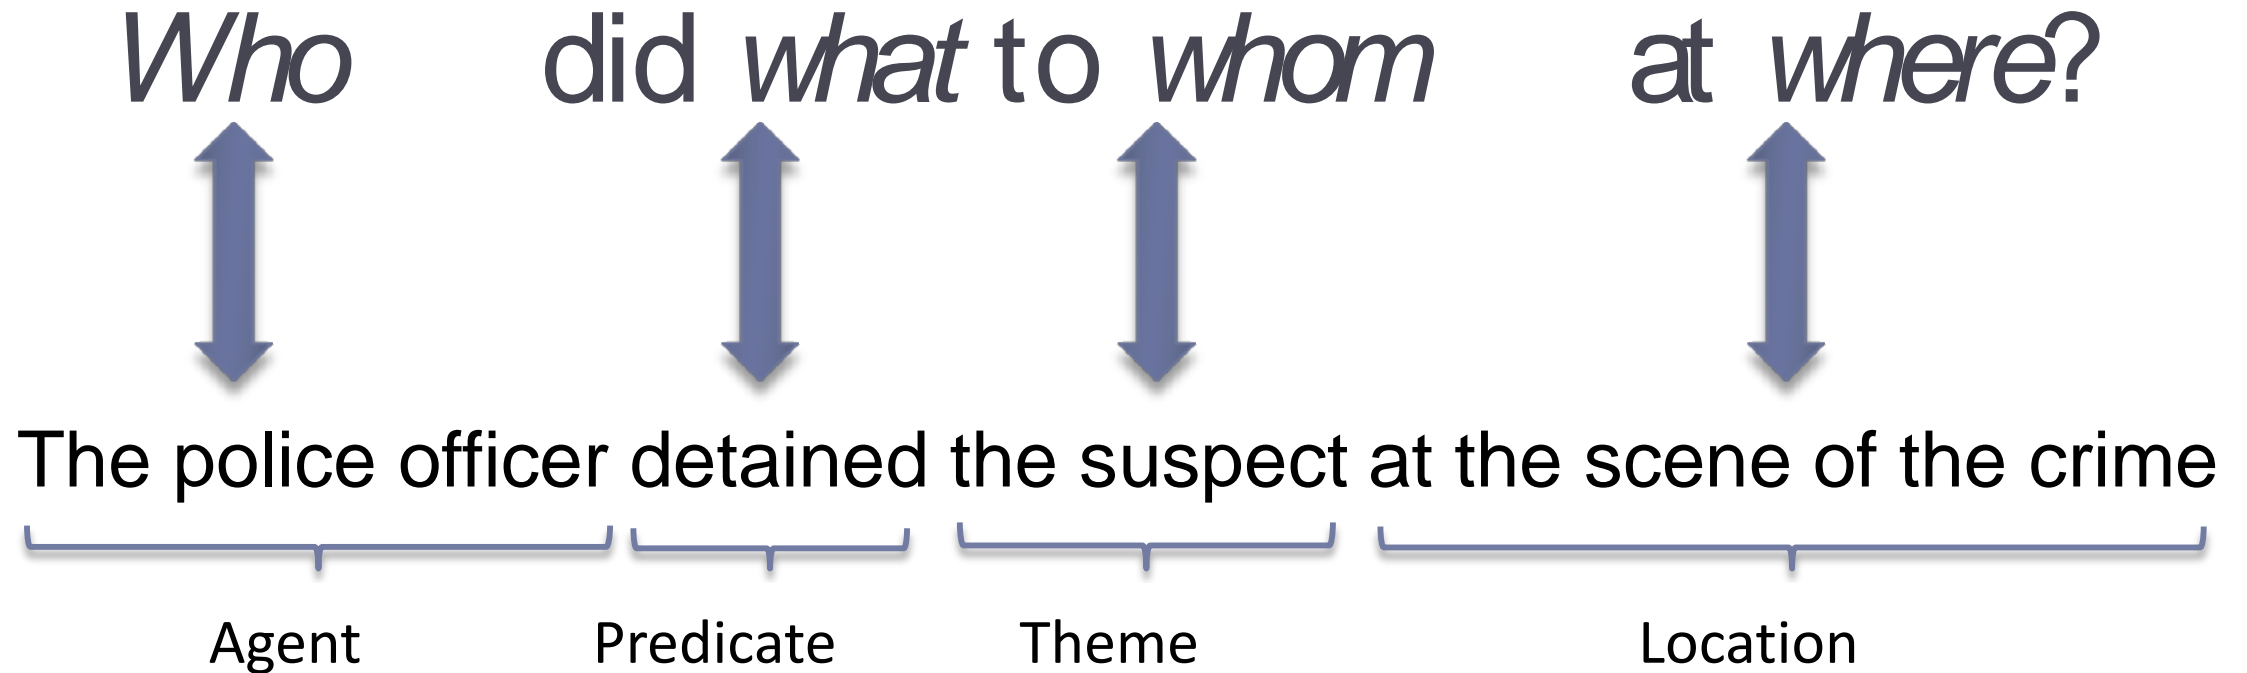 Who did what to whom at where?
The police officer detained the suspect at the scene of the crime
Agent Predicate Theme Location